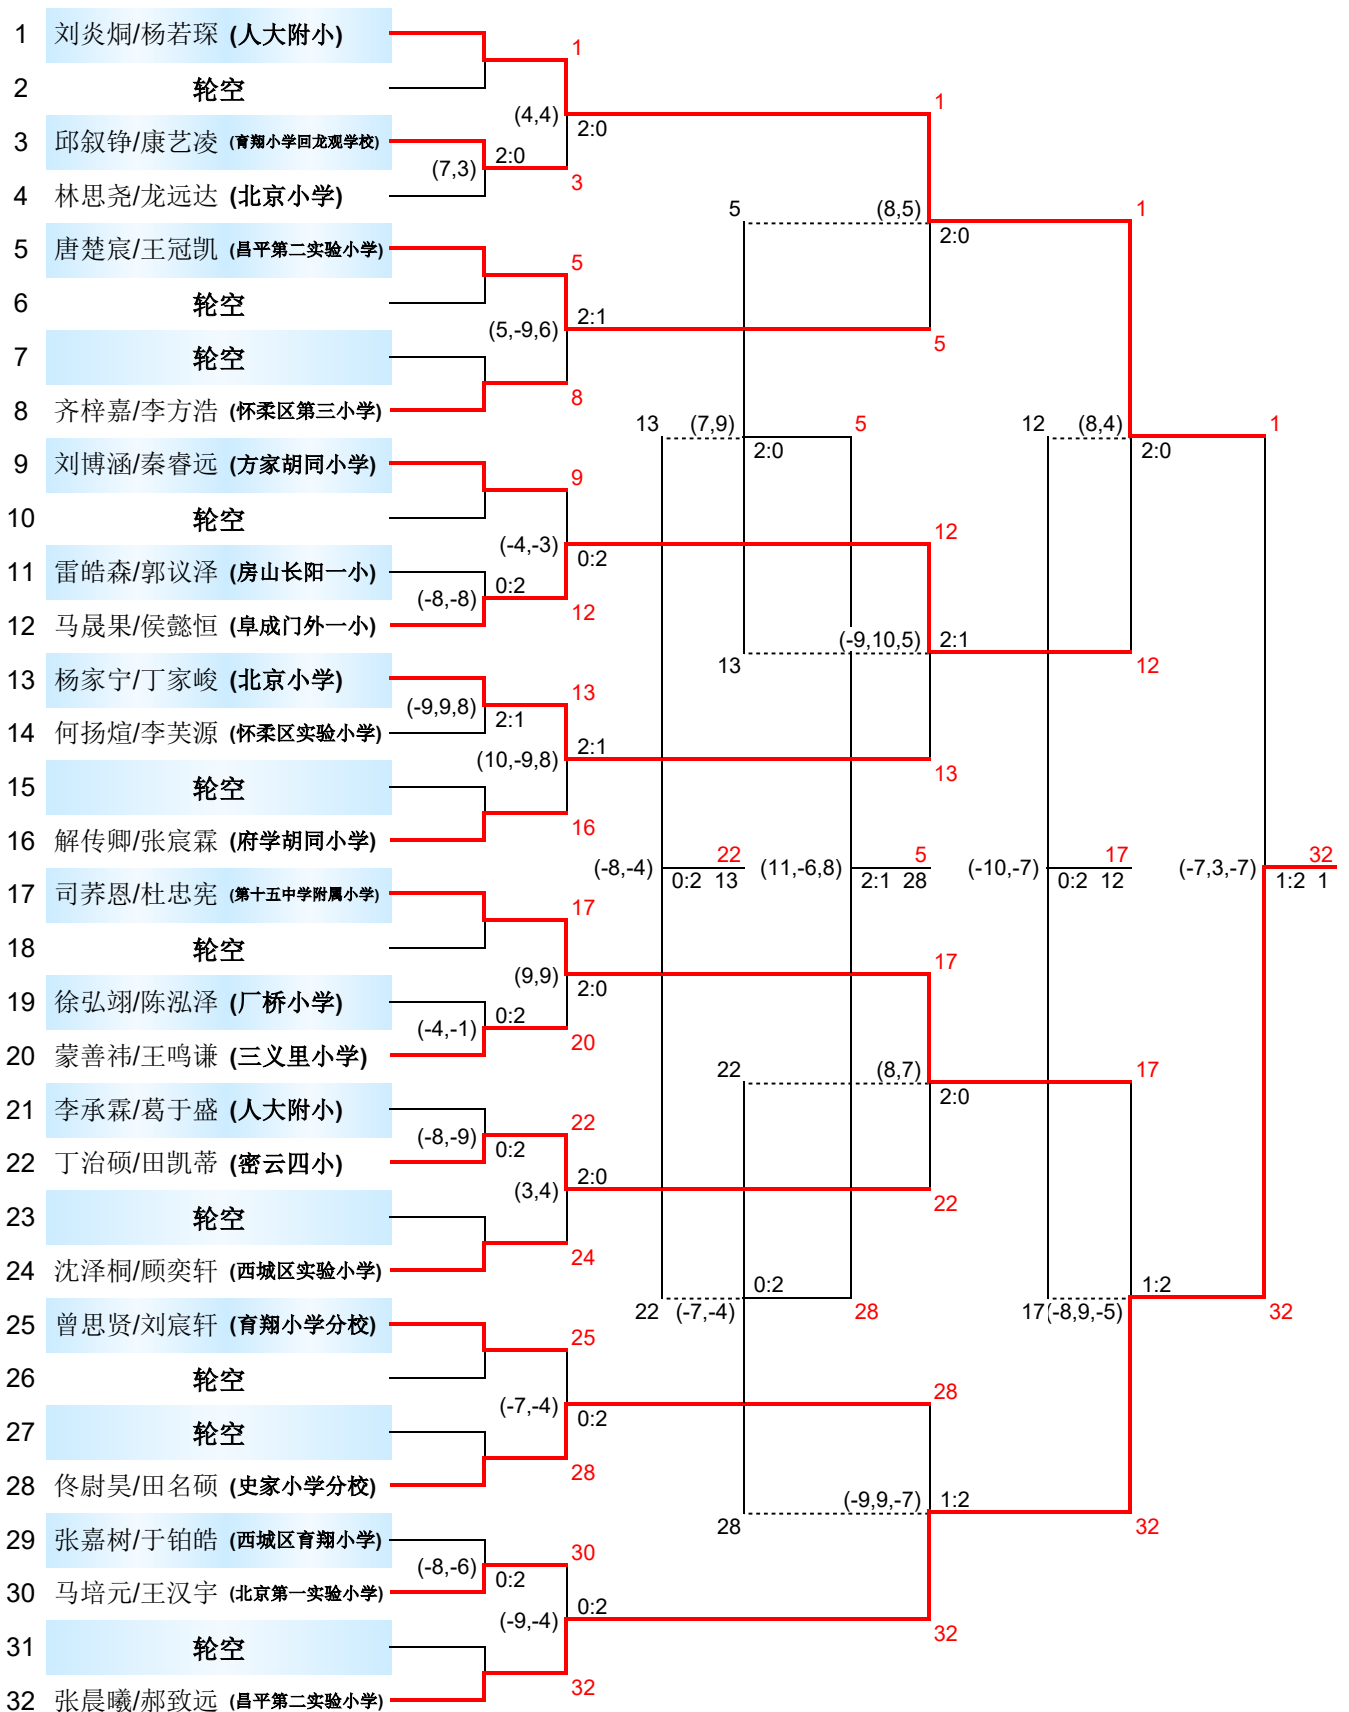 1 刘炎炯/杨若琛 (人大附小)
1
2 轮空
(4,4) 2:0
1
3 邱叙铮/康艺凌 (育翔小学回龙观学校)
(7,3) 2:0
3
4 林思尧/龙远达 (北京小学)
5 (8,5) 2:0
1
5 唐楚宸/王冠凯 (昌平第二实验小学)
5
6 轮空
(5,-9,6) 2:1
5
7 轮空
8 齐梓嘉/李方浩 (怀柔区第三小学)
8
13 (7,9) 2:0
5
12 (8,4) 2:0
1
9 刘博涵/秦睿远 (方家胡同小学)
9
10 轮空
(-4,-3) 0:2
12
11 雷皓森/郭议泽 (房山长阳一小)
(-8,-8) 0:2
12
12 马晟果/侯懿恒 (阜成门外一小)
13 (-9,10,5) 2:1
12
13 杨家宁/丁家峻 (北京小学)
(-9,9,8) 2:1
13
14 何扬煊/李芙源 (怀柔区实验小学)
(10,-9,8) 2:1
13
15 轮空
16 解传卿/张宸霖 (府学胡同小学)
16
(-8,-4) 22
0:2 13
(11,-6,8) 5
2:1 28
(-10,-7) 17
0:2 12
(-7,3,-7) 32
1:2 1
17 司荞恩/杜忠宪 (第十五中学附属小学)
17
18 轮空
(9,9) 2:0
17
19 徐弘翊/陈泓泽 (厂桥小学)
(-4,-1) 0:2
20
20 蒙善祎/王鸣谦 (三义里小学)
22 (8,7) 2:0
17
21 李承霖/葛于盛 (人大附小)
(-8,-9) 0:2
22
22 丁治硕/田凯蒂 (密云四小)
(3,4) 2:0
22
23 轮空
24 沈泽桐/顾奕轩 (西城区实验小学)
24
22 (-7,-4) 0:2
28
17 (-8,9,-5) 1:2
32
25 曾思贤/刘宸轩 (育翔小学分校)
25
26 轮空
(-7,-4) 0:2
28
27 轮空
28 佟尉昊/田名硕 (史家小学分校)
28
28 (-9,9,-7) 1:2
32
29 张嘉树/于铂皓 (西城区育翔小学)
(-8,-6) 0:2
30
30 马培元/王汉宇 (北京第一实验小学)
(-9,-4) 0:2
32
31 轮空
32 张晨曦/郝致远 (昌平第二实验小学)
32